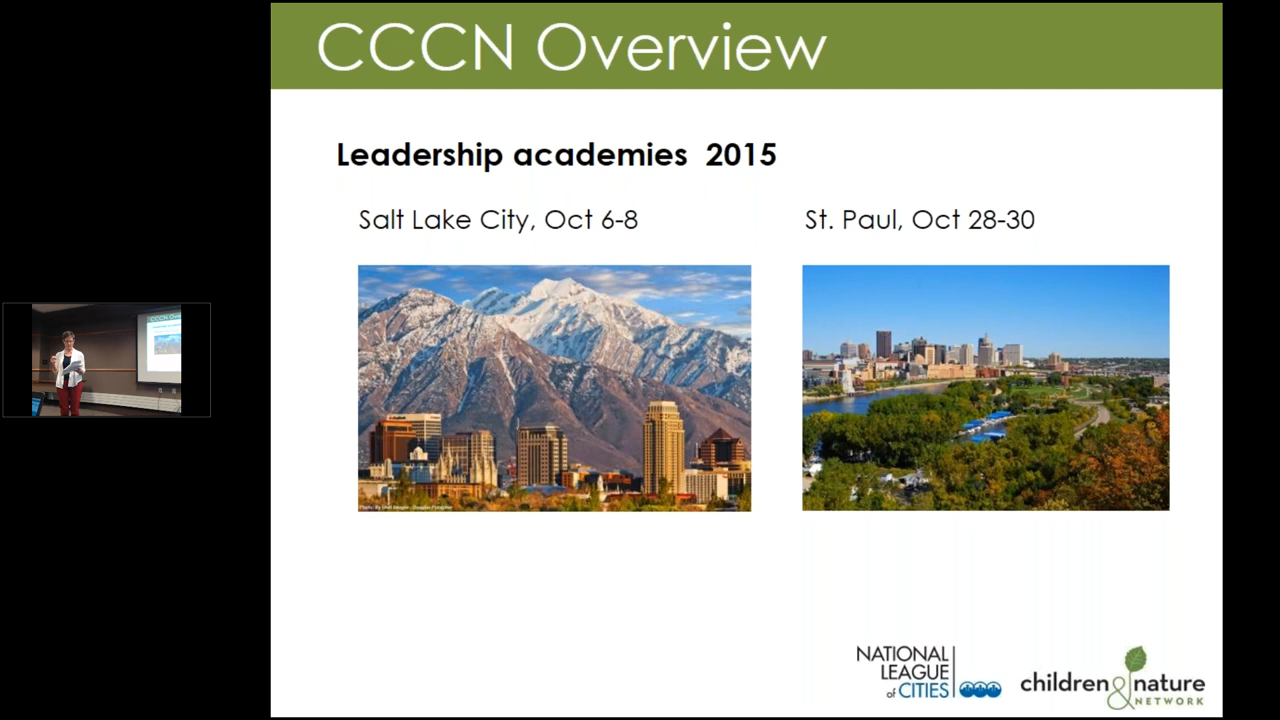 CCCN Overview
Leadership academies 2015
Salt Lake City, Oct 6-8
St. Paul, Oct 28-30
NATIONAL
LEAGUE
of CITIES
children & nature
NETWORK